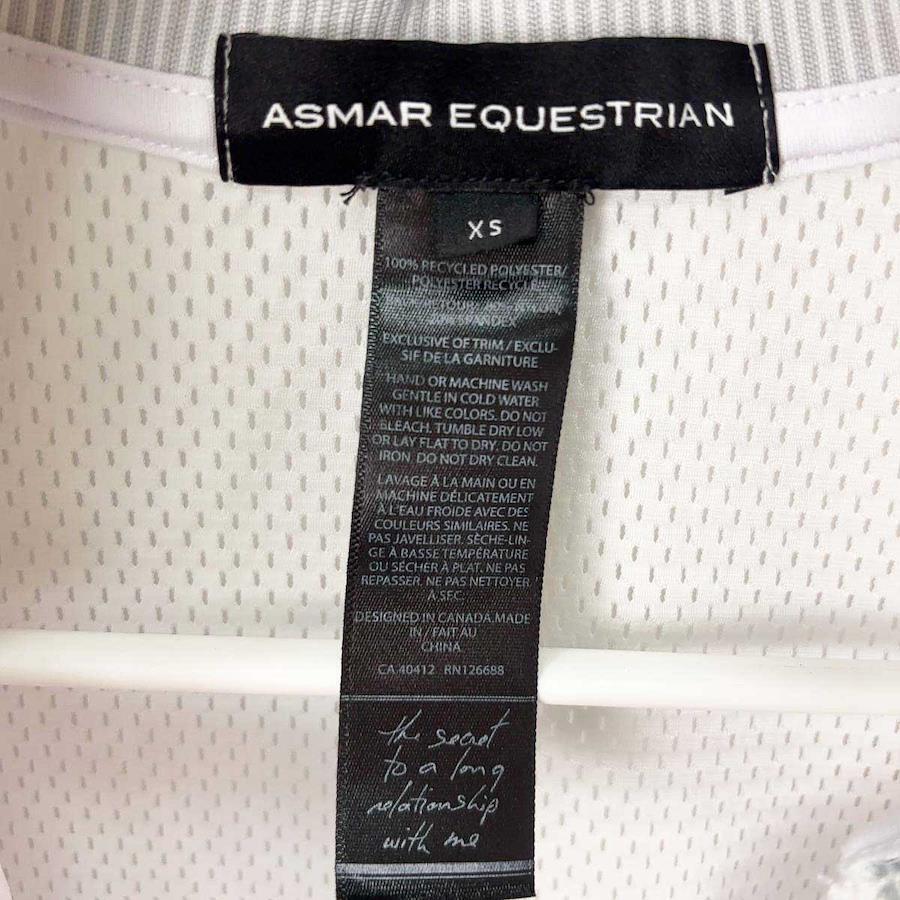 ASMAR EQUESTRIAN
XS
100% RECYCLED POLYESTER/
POLYESTER RECYCLÉ
EXCLUSIVE OF TRIM / EXCLU-
SIF DE LA GARNITURE
HAND OR MACHINE WASH
GENTLE IN COLD WATER
WITH LIKE COLORS. DO NOT
BLEACH. TUMBLE DRY LOW
OR LAY FLAT TO DRY. DO NOT
IRON. DO NOT DRY CLEAN.
LAVAGE À LA MAIN OU EN
MACHINE DÉLICATEMENT
À L'EAU FROIDE AVEC DES
COULEURS SIMILAIRES. NE
PAS JAVELLISER. SÈCHE-LIN-
GE À BASSE TEMPÉRATURE
OU SÉCHER À PLAT. NE PAS
REPASSER. NE PAS NETTOYER
À SEC.
DESIGNED IN CANADA.MADE
IN / FAIT AU
CHINA
CA 40412 RN126688
the secret
to a long
relationship
with me